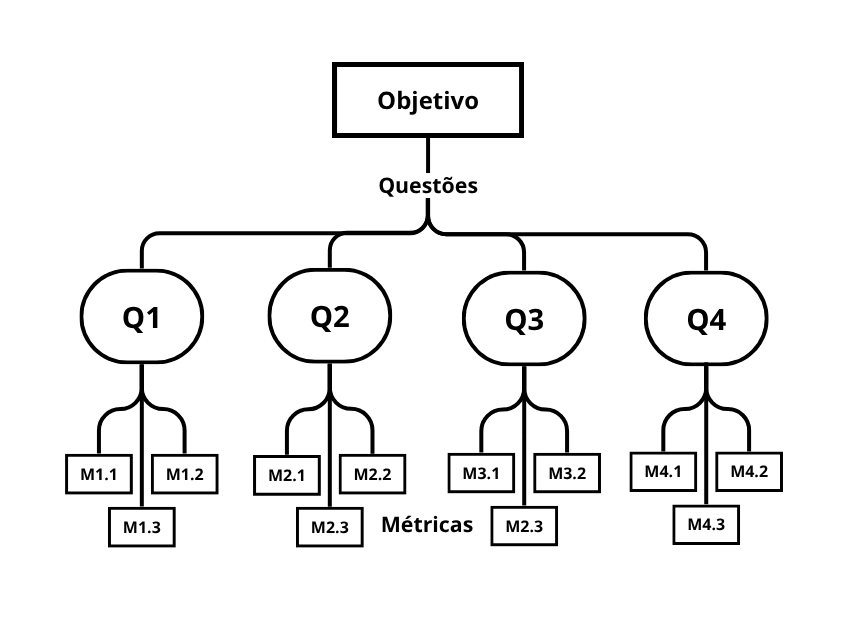 Objetivo
Questões
Q1
Q2
Q3
Q4
M1.1
M1.2
M2.1
M2.2
M3.1
M3.2
M4.1
M4.2
M1.3
M2.3
Métricas
M2.3
M4.3